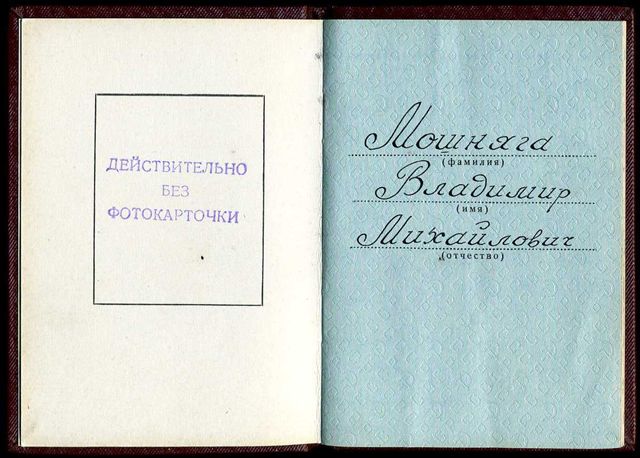 ДЕЙСТВИТЕЛЬНО
БЕЗ
ФОТОКАРТОЧКИ
Мошняга
(фамилия)
Владимир
(имя)
Михайлович
(отчество)